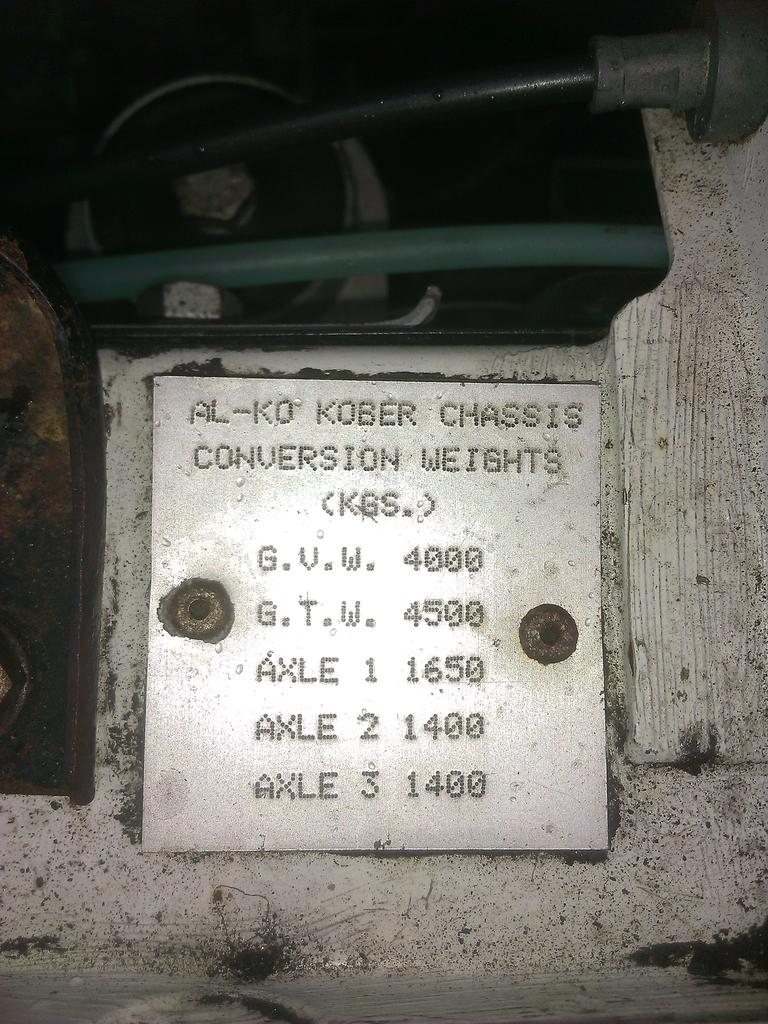 AL-KO KOBER CHASSIS
CONVERSION WEIGHTS
(KGS.)
G.V.W. 4000
G.T.W. 4500
AXLE 1 1650
AXLE 2 1400
AXLE 3 1400